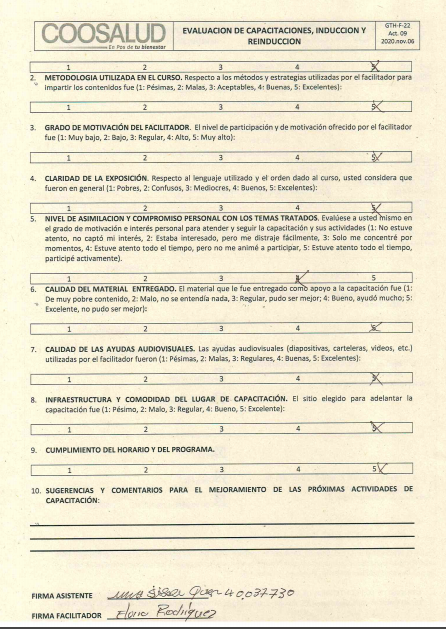 COOSALUD
En Pos de tu bienestar
EVALUACION DE CAPACITACIONES, INDUCCION Y
REINDUCCION
GTH-F-22
Act. 09
2020.nov.06
1 2 3 4 5
2. METODOLOGIA UTILIZADA EN EL CURSO. Respecto a los métodos y estrategias utilizadas por el facilitador para
impartir los contenidos fue (1: Pésimas, 2: Malas, 3: Aceptables, 4: Buenas, 5: Excelentes):
1 2 3 4 5
3. GRADO DE MOTIVACIÓN DEL FACILITADOR. El nivel de participación y de motivación ofrecido por el facilitador
fue (1: Muy bajo, 2: Bajo, 3: Regular, 4: Alto, 5: Muy alto):
1 2 3 4 5
4. CLARIDAD DE LA EXPOSICIÓN. Respecto al lenguaje utilizado y el orden dado al curso, usted considera que
fueron en general (1: Pobres, 2: Confusos, 3: Mediocres, 4: Buenos, 5: Excelentes):
1 2 3 4 5
5. NIVEL DE ASIMILACION Y COMPROMISO PERSONAL CON LOS TEMAS TRATADOS. Evalúese a usted mismo en
el grado de motivación e interés personal para atender y seguir la capacitación y sus actividades (1: No estuve
atento, no captó mi interés, 2: Estaba interesado, pero me distraje fácilmente, 3: Solo me concentré por
momentos, 4: Estuve atento todo el tiempo, pero no me animé a participar, 5: Estuve atento todo el tiempo,
participé activamente).
1 2 3 4 5
6. CALIDAD DEL MATERIAL ENTREGADO. El material que le fue entregado como apoyo a la capacitación fue (1:
De muy pobre contenido, 2: Malo, no se entendía nada, 3: Regular, pudo ser mejor; 4: Bueno, ayudó mucho; 5:
Excelente, no pudo ser mejor):
1 2 3 4 5
7. CALIDAD DE LAS AYUDAS AUDIOVISUALES. Las ayudas audiovisuales (diapositivas, carteleras, videos, etc.)
utilizadas por el facilitador fueron (1: Pésimas, 2: Malas, 3: Regulares, 4: Buenas, 5: Excelentes):
1 2 3 4 5
8. INFRAESTRUCTURA Y COMODIDAD DEL LUGAR DE CAPACITACIÓN. El sitio elegido para adelantar la
capacitación fue (1: Pésimo, 2: Malo, 3: Regular, 4: Bueno, 5: Excelente):
1 2 3 4 5
9. CUMPLIMIENTO DEL HORARIO Y DEL PROGRAMA.
1 2 3 4 5
10. SUGERENCIAS Y COMENTARIOS PARA EL MEJORAMIENTO DE LAS PRÓXIMAS ACTIVIDADES DE
CAPACITACIÓN:
FIRMA ASISTENTE 40,037730
FIRMA FACILITADOR Rodríguez